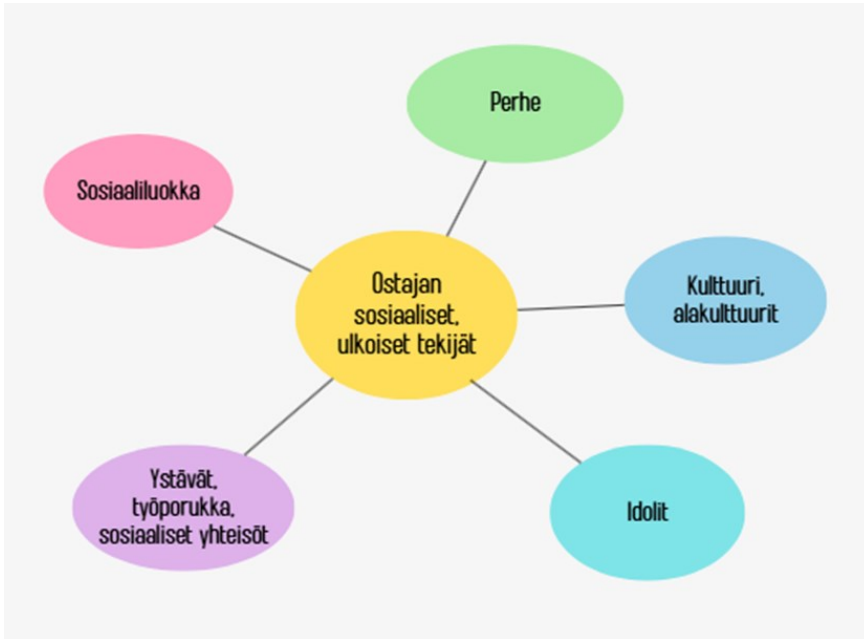 Perhe
Sosiaaliluokka
Ostajan
sosiaaliset,
ulkoiset tekijät
Kulttuuri,
alakulttuurit
Ystävät,
työporukka,
sosiaaliset yhteisöt
Idolit